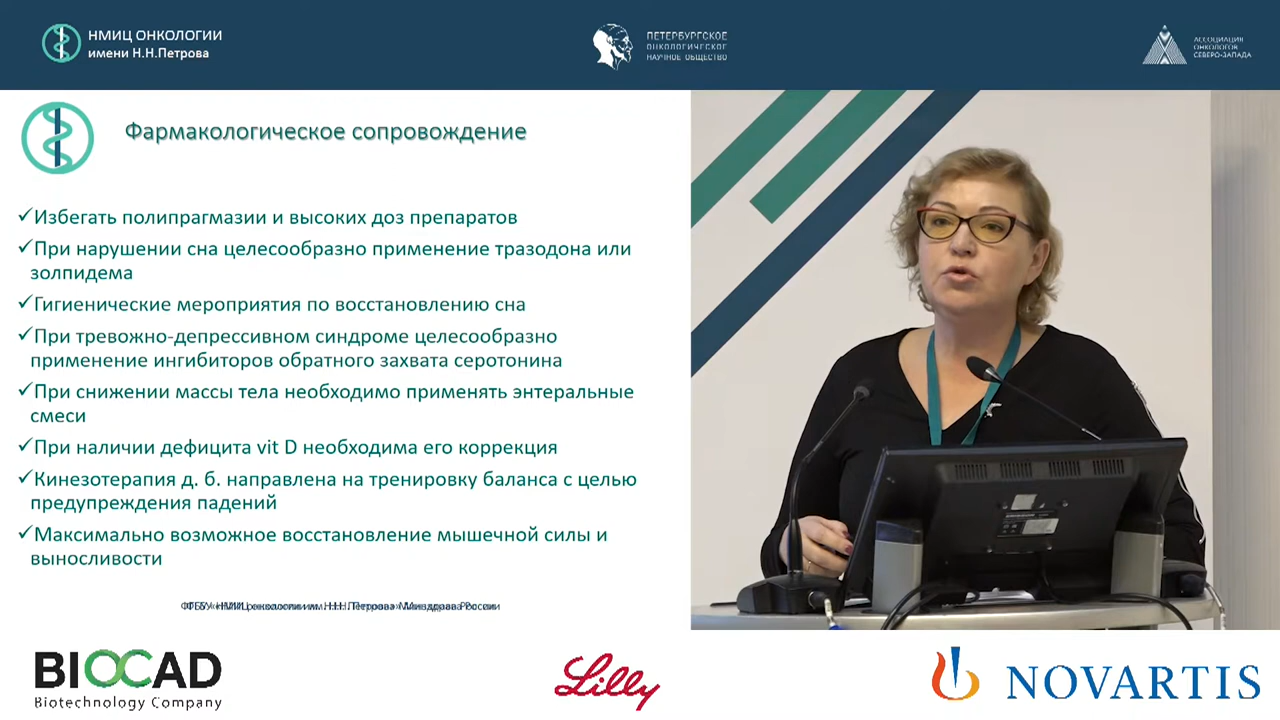 НМИЦ ОНКОЛОГИИ
имени Н.Н.Петрова
ПЕТЕРБУРГСКОЕ
ОНКОЛОГИЧЕСКОЕ
НАУЧНОЕ ОБЩЕСТВО
АССОЦИАЦИЯ
ОНКОЛОГОВ
СЕВЕРО-ЗАПАДА
Фармакологическое сопровождение
✓Избегать полипрагмазии и высоких доз препаратов
✓При нарушении сна целесообразно применение тразодона или
золпидема
✓Гигиенические мероприятия по восстановлению сна
✓При тревожно-депрессивном синдроме целесообразно
применение ингибиторов обратного захвата серотонина
✓При снижении массы тела необходимо применять энтеральные
смеси
✓При наличии дефицита vit D необходима его коррекция
✓Кинезотерапия д. б. направлена на тренировку баланса с целью
предупреждения падений
✓Максимально возможное восстановление мышечной силы и
выносливости
BIOCAD
Biotechnology Company
Lilly
NOVARTIS